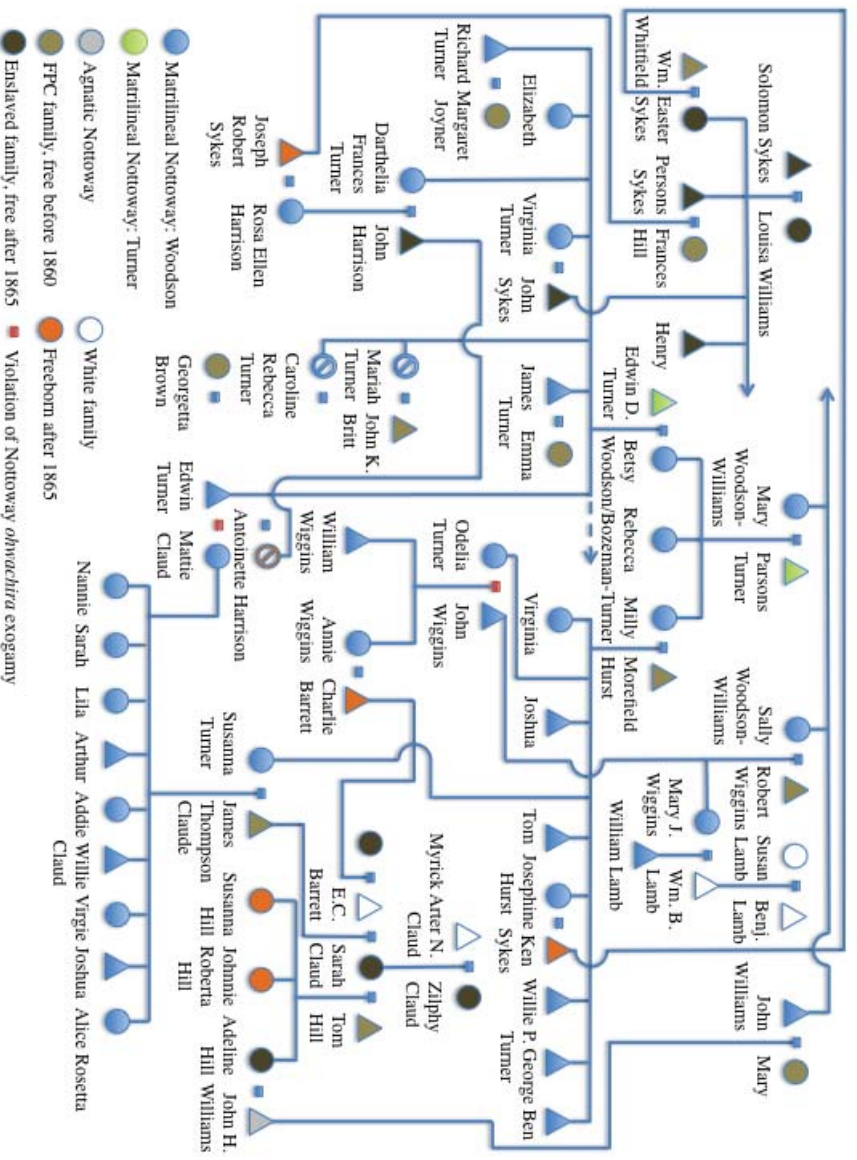 Solomon Sykes
Louisa Williams
Mary
Woodson-
Williams
Parsons
Turner
Sally
Woodson-
Williams
Robert
Wiggins
Susan
Lamb
Benj.
Lamb
John
Williams
Mary
Wm.
Whitfield
Easter
Sykes
Persons
Sykes
Frances
Hill
Henry
Edwin D.
Turner
Betsy Rebecca Milly
Woodson/Bozeman-Turner
Morefield
Hurst
Mary J.
Wiggins
Wm. B.
Lamb
William Lamb
Richard
Turner
Margaret
Joyner
Elizabeth
Virginia
Turner
John
Sykes
James
Turner
Emma
Virginia
Joshua
Tom
Josephine
Hurst
Ken
Sykes
Willie P. George Ben
Turner
Darthelia
Frances
Turner
John
Harrison
Mariah
Turner
John K.
Britt
Odelia
Turner
John
Wiggins
Myrick
Arter N.
Claud
Zilphy
Claud
Joseph
Robert
Sykes
Rosa Ellen
Harrison
Caroline
Rebecca
Turner
William
Wiggins
Annie
Wiggins
Charlie
Barrett
E.C.
Barrett
Sarah
Claud
Tom
Hill
Georgetta
Brown
Edwin
Turner
Antoinette Harrison
Mattie
Claud
Susanna
Turner
James
Thompson
Claude
Susanna
Hill
Johnnie
Roberta
Hill
Adeline
Hill
John H.
Williams
Nannie Sarah Lila Arthur Addie Willie Virgie Joshua Alice Rosetta
Claud
Matrilineal Nottoway: Woodson
Matrilineal Nottoway: Turner
Agnatic Nottoway
FPC family, free before 1860
Enslaved family, free after 1865
White family
Freeborn after 1865
Violation of Nottoway ohwachira exogamy